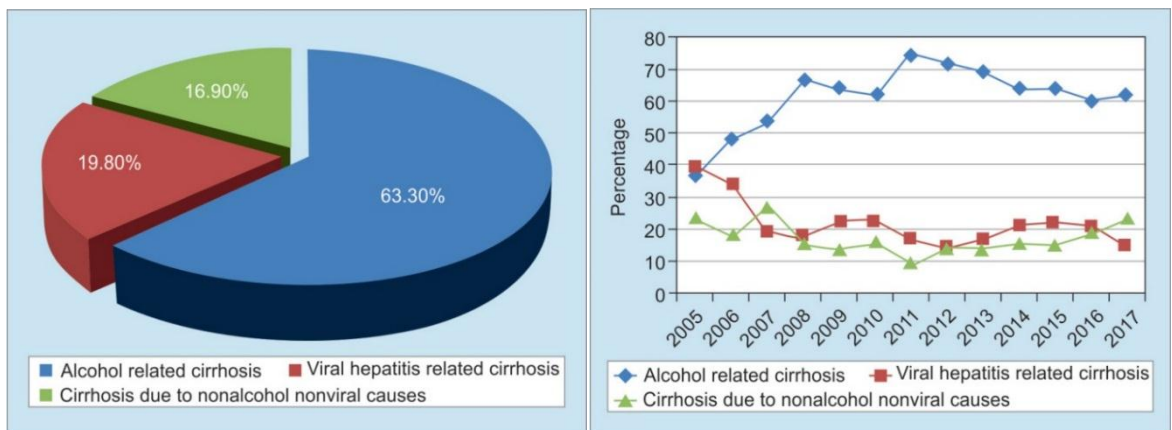 16.90%
19.80%
63.30%
Alcohol related cirrhosis Viral hepatitis related cirrhosis
Cirrhosis due to nonalcohol nonviral causes
80
70
60
50
40
30
20
10
0
Percentage
2005 2006 2007 2008 2009 2010 2011 2012 2013 2014 2015 2016 2017
Alcohol related cirrhosis Viral hepatitis related cirrhosis
Cirrhosis due to nonalcohol nonviral causes